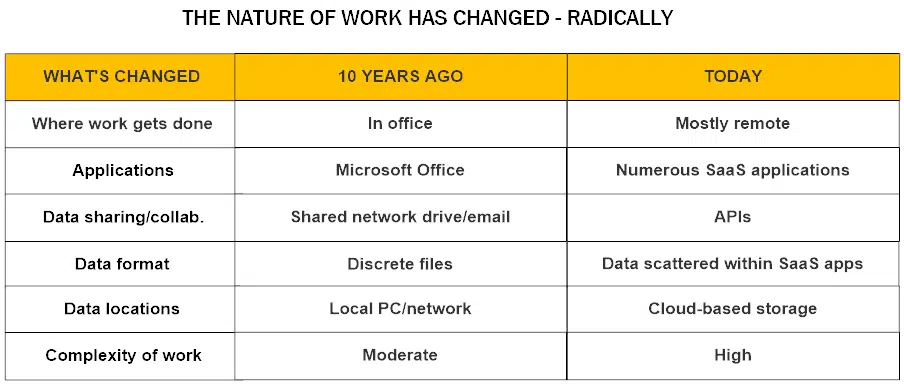 THE NATURE OF WORK HAS CHANGED - RADICALLY
WHAT'S CHANGED 10 YEARS AGO TODAY
Where work gets done In office Mostly remote
Applications Microsoft Office Numerous SaaS applications
Data sharing/collab. Shared network drive/email APIs
Data format Discrete files Data scattered within SaaS apps
Data locations Local PC/network Cloud-based storage
Complexity of work Moderate High